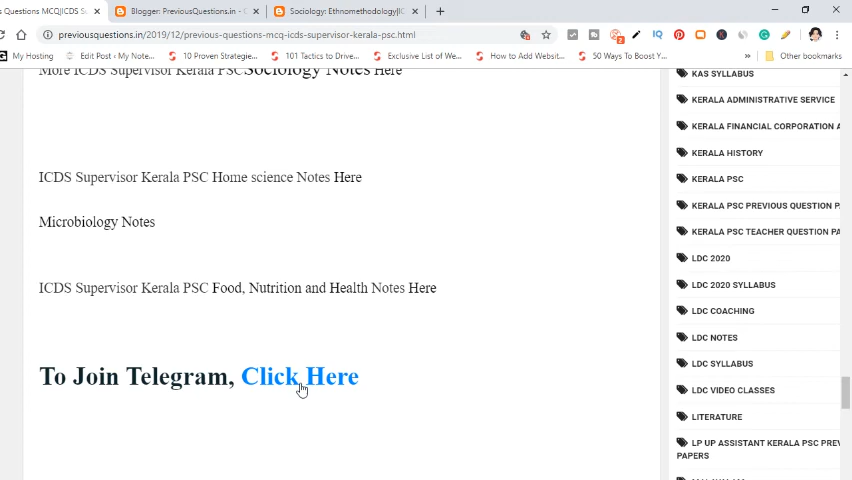 s Questions MCQ|ICDS S
Blogger: PreviousQuestions.in - C
Sociology: Ethnomethodology|IC
previousquestions.in/2019/12/previous-questions-mcq-icds-supervisor-kerala-psc.html
My Hosting
Edit Post ‹ My Note...
10 Proven Strategie...
101 Tactics to Drive...
Exclusive List of We...
How to Add Websit...
50 Ways To Boost Y...
»
Other bookmarks
More ICDS Supervisor Kerala PSCSociology Notes Here
ICDS Supervisor Kerala PSC Home science Notes Here
Microbiology Notes
ICDS Supervisor Kerala PSC Food, Nutrition and Health Notes Here
To Join Telegram, Click Here
KAS SYLLABUS
KERALA ADMINISTRATIVE SERVICE
KERALA FINANCIAL CORPORATION A
KERALA HISTORY
KERALA PSC
KERALA PSC PREVIOUS QUESTION P
KERALA PSC TEACHER QUESTION PA
LDC 2020
LDC 2020 SYLLABUS
LDC COACHING
LDC NOTES
LDC SYLLABUS
LDC VIDEO CLASSES
LITERATURE
LP UP ASSISTANT KERALA PSC PREV
PAPERS